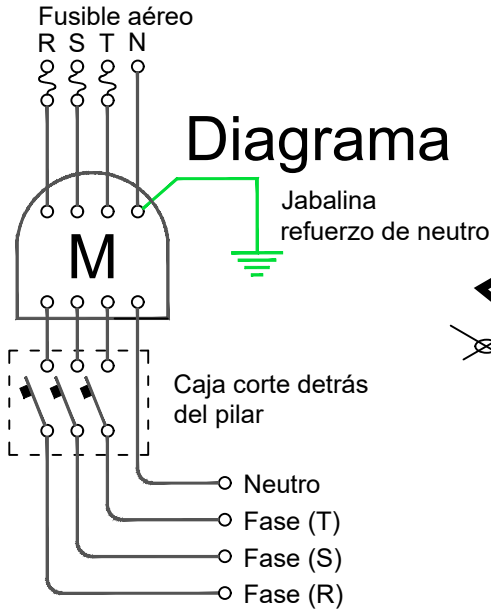 Fusible aéreo
R S T N
Diagrama
Jabalina
refuerzo de neutro
M
Caja corte detrás
del pilar
Neutro
Fase (T)
Fase (S)
Fase (R)